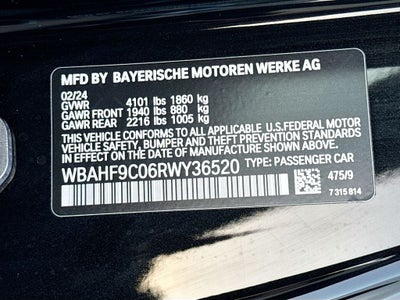 MFD BY BAYERISCHE MOTOREN WERKE AG
02/24
GVWR 4101 lbs 1860 kg
GAWR FRONT 1940 lbs 880 kg
GAWR REAR 2216 lbs 1005 kg
THIS VEHICLE CONFORMS TO ALL APPLICABLE U.S.FEDERAL MOTOR
VEHICLE SAFETY, BUMPER AND THEFT PREVENTION STANDARDS
IN EFFECT ON THE DATE OF MANUFACTURE SHOWN ABOVE.
WBAHF9C06RWY36520 TYPE: PASSENGER CAR
475/9
7 315 814